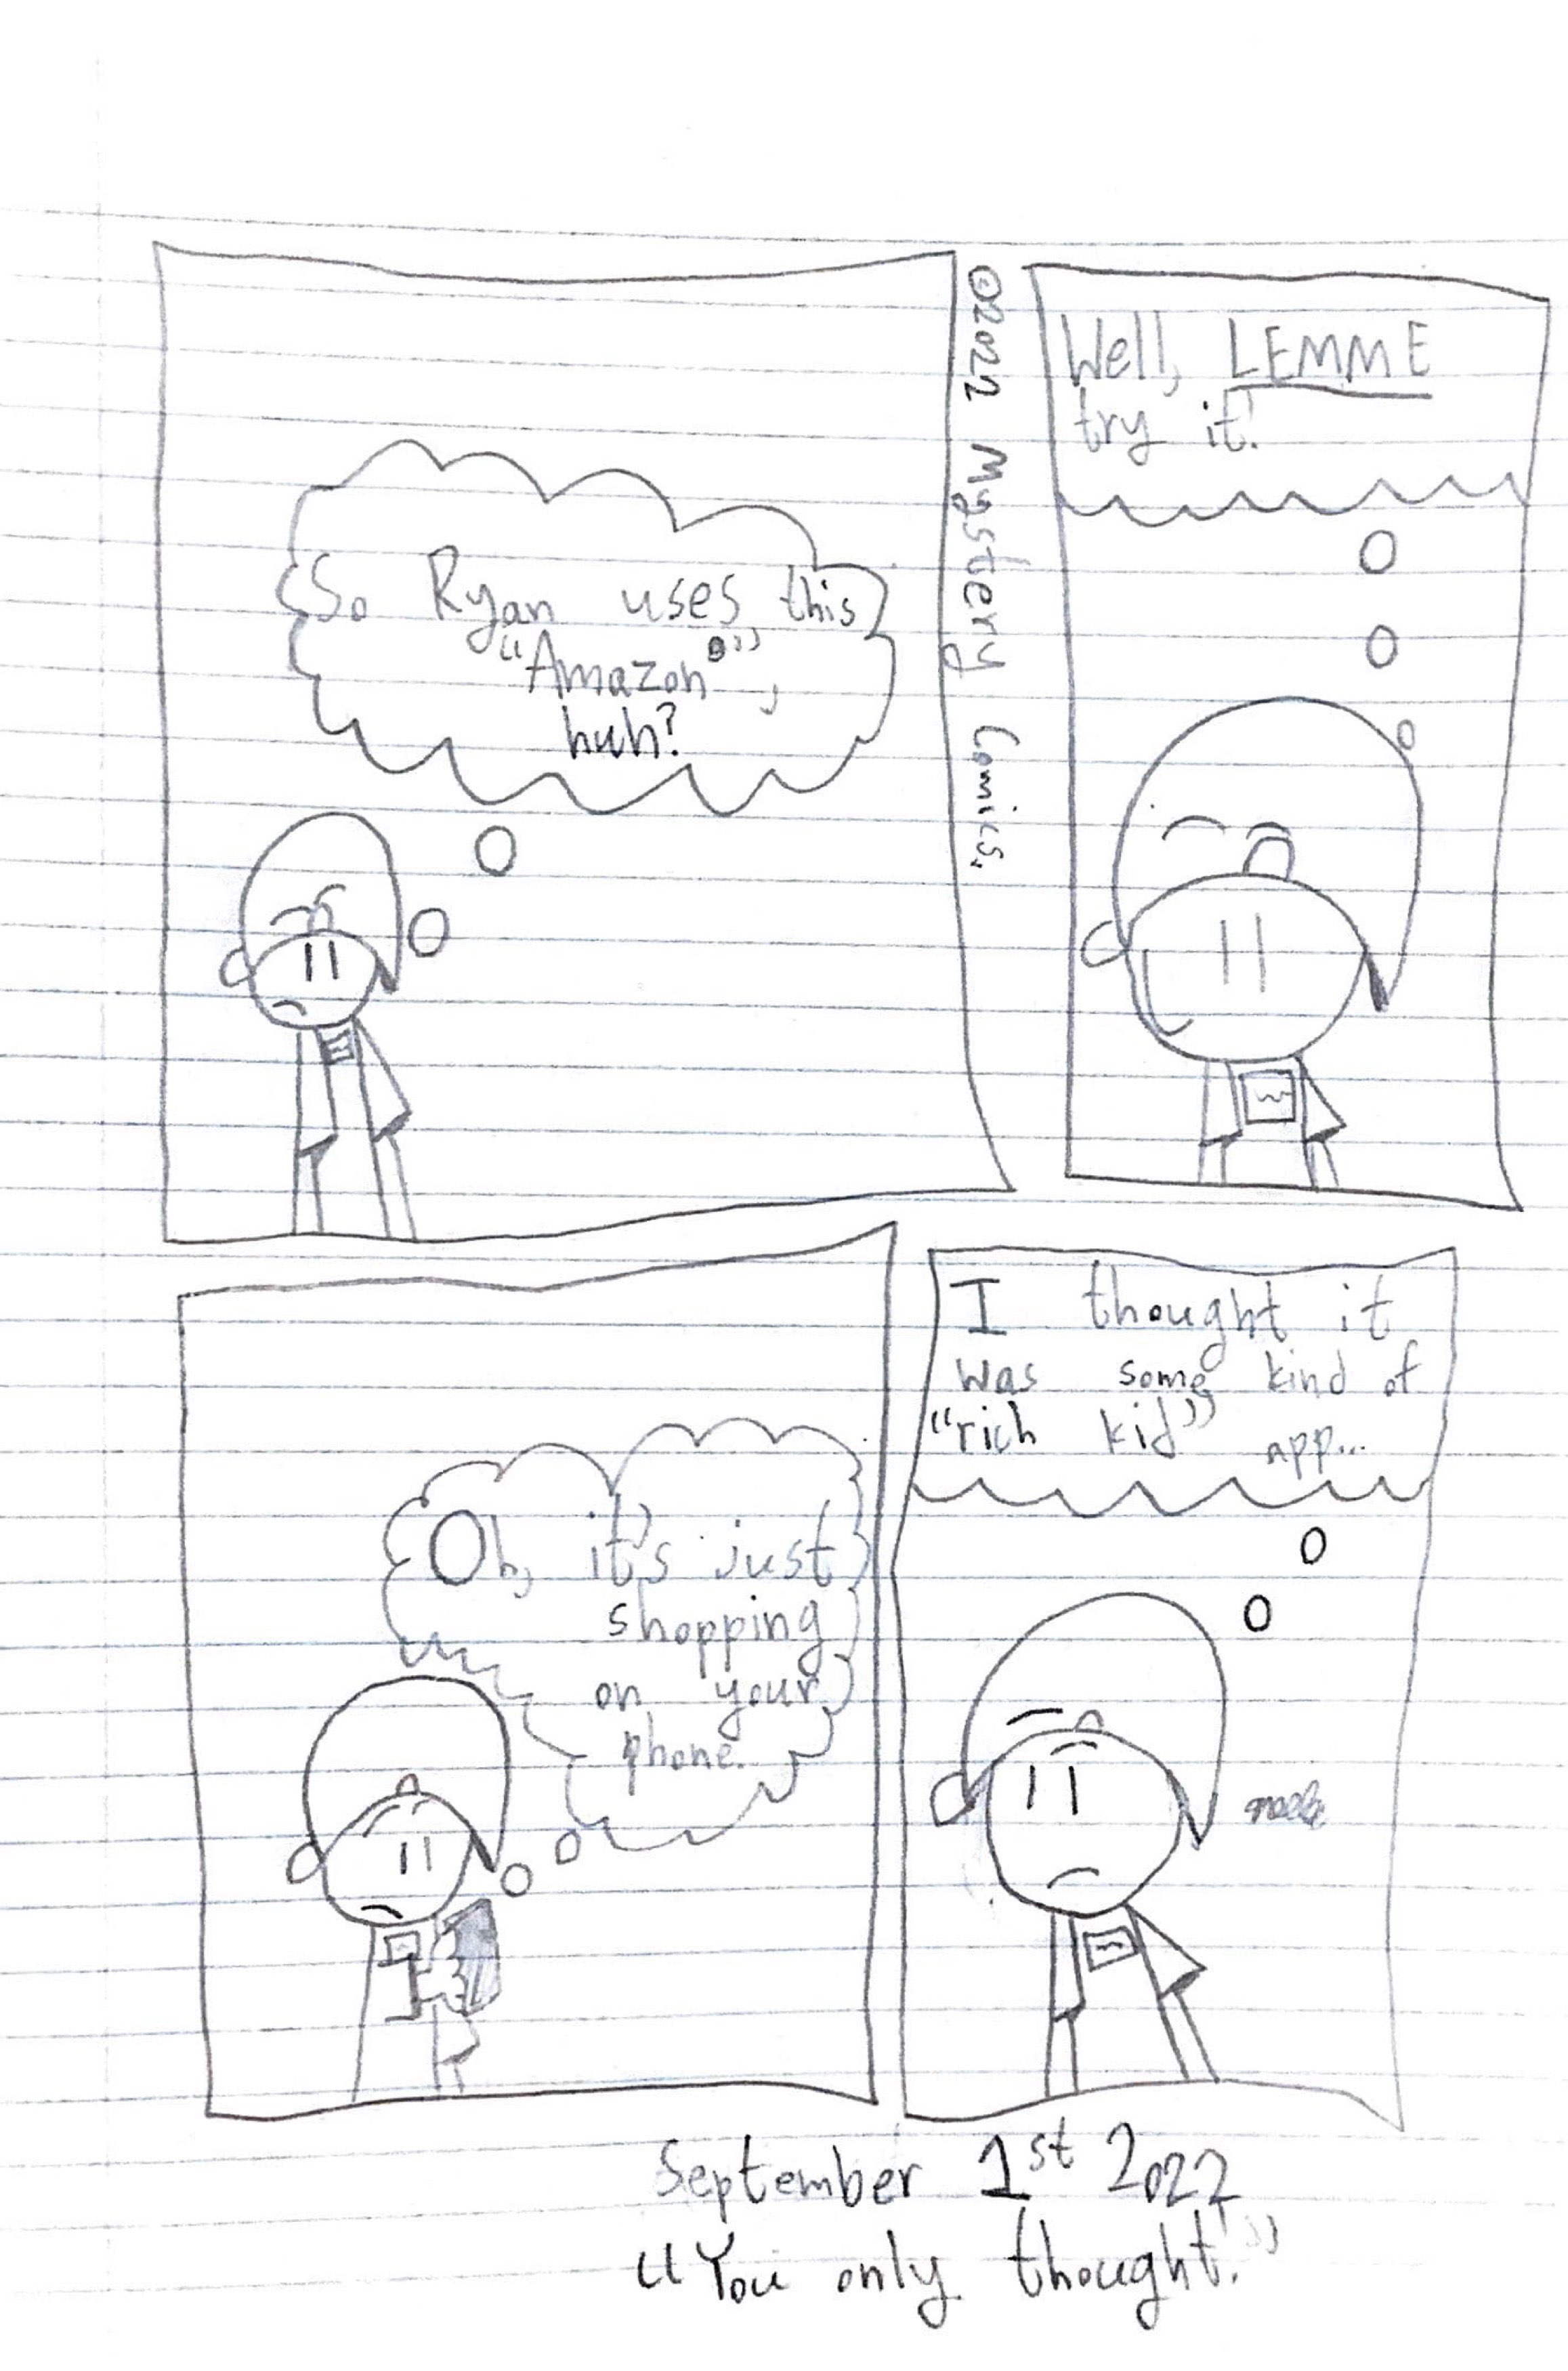 So Ryan uses this
"Amazon®",
huh?
©2022 Mystery Comics.
Well, LEMME
try it!
Oh, it's just
shopping
on your
phone.
I thought it
was some kind of
"rich kid" app...
September 1st 2022
"You only thought!"